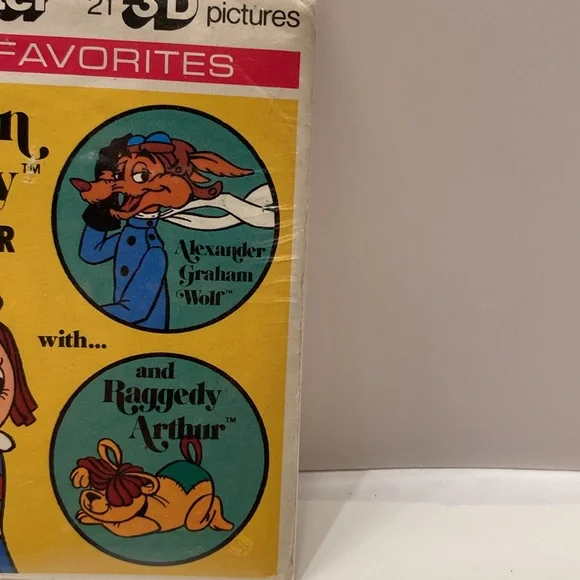 21 3D pictures
FAVORITES
Alexander
Graham
Wolf™
with...
and
Raggedy
Arthur™